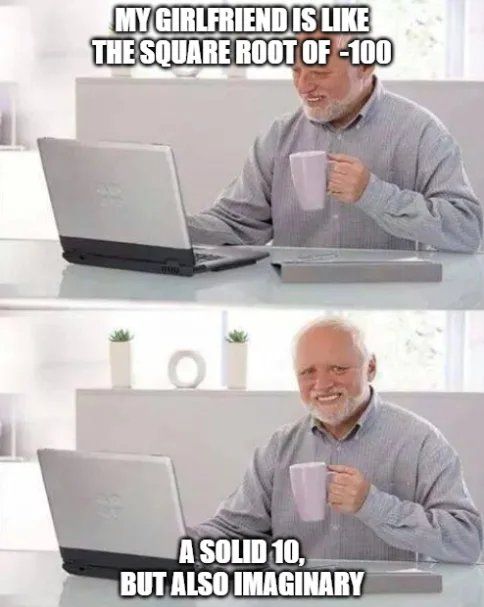 MY GIRLFRIEND IS LIKE
THE SQUARE ROOT OF -100
A SOLID 10,
BUT ALSO IMAGINARY